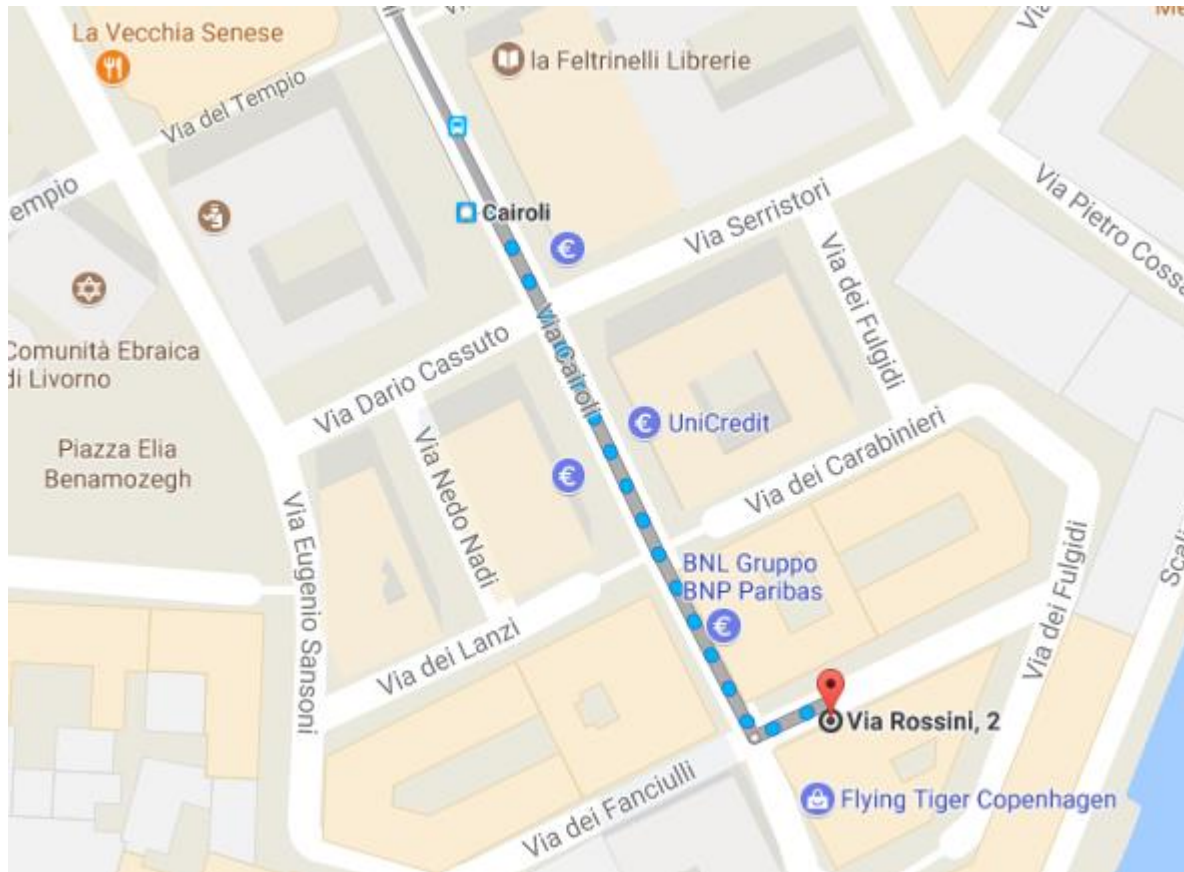 La Vecchia Senese
la Feltrinelli Librerie
Via del Tempio
empio
Cairoli
Via Serristori
Via Pietro Cossa
Via dei Fulgidi
Via Cairoli
Comunità Ebraica
di Livorno
Via Dario Cassuto
UniCredit
Piazza Elia
Benamozegh
Via Nedo Nadi
Via dei Carabinieri
Via Eugenio Sansoni
BNL Gruppo
BNP Paribas
Via dei Fulgidi
Scali
Via dei Lanzi
Via Rossini, 2
Flying Tiger Copenhagen
Via dei Fanciulli